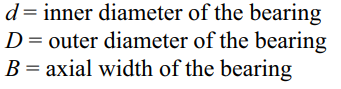 d = inner diameter of the bearing
D = outer diameter of the bearing
B = axial width of the bearing